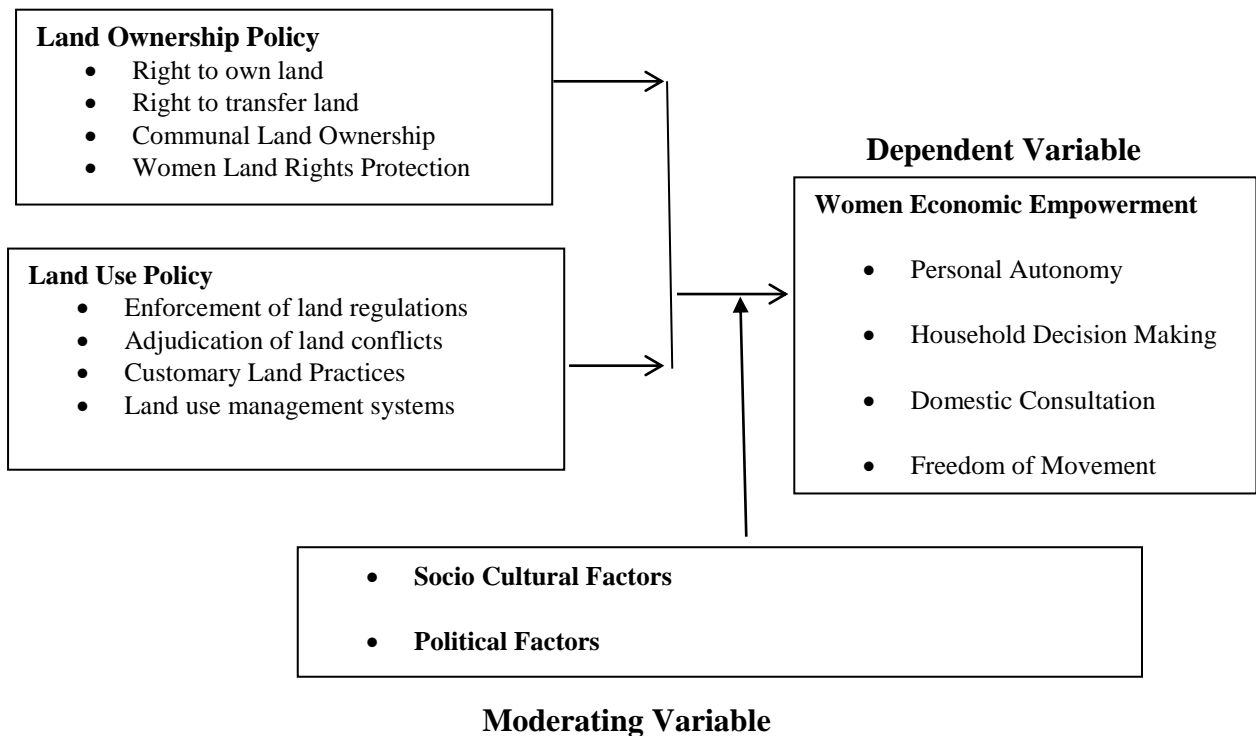 Land Ownership Policy
• Right to own land
• Right to transfer land
• Communal Land Ownership
• Women Land Rights Protection
Land Use Policy
• Enforcement of land regulations
• Adjudication of land conflicts
• Customary Land Practices
• Land use management systems
Dependent Variable
Women Economic Empowerment
• Personal Autonomy
• Household Decision Making
• Domestic Consultation
• Freedom of Movement
• Socio Cultural Factors
• Political Factors
Moderating Variable